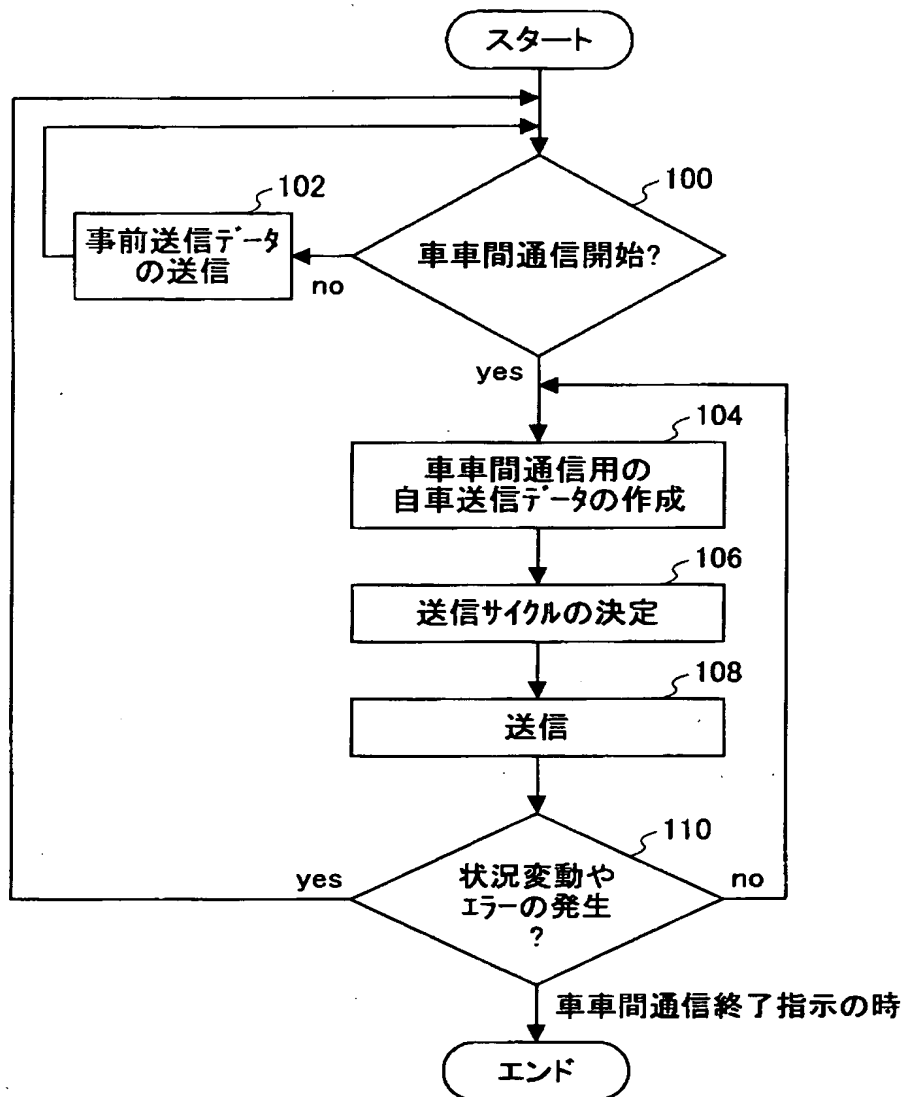 スタート
100
車車間通信開始?
102
事前送信データ
の送信
no
yes
104
車車間通信用の
自車送信データの作成
106
送信サイクルの決定
108
送信
110
状況変動や
エラーの発生
?
yes
no
車車間通信終了指示の時
エンド